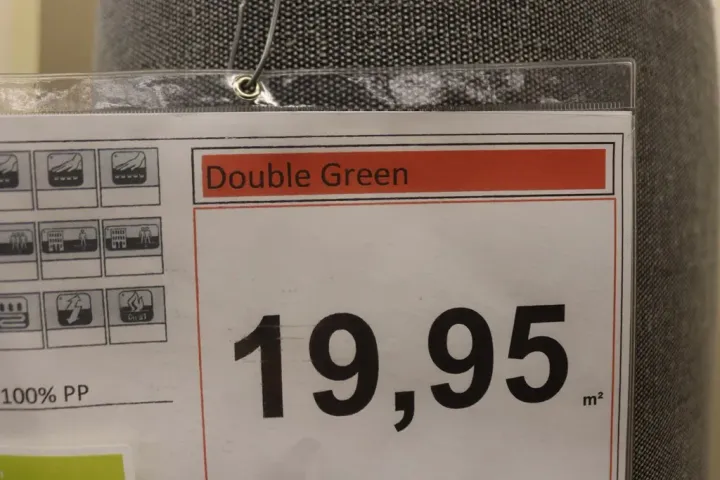 Double Green
19,95
m²
100% PP